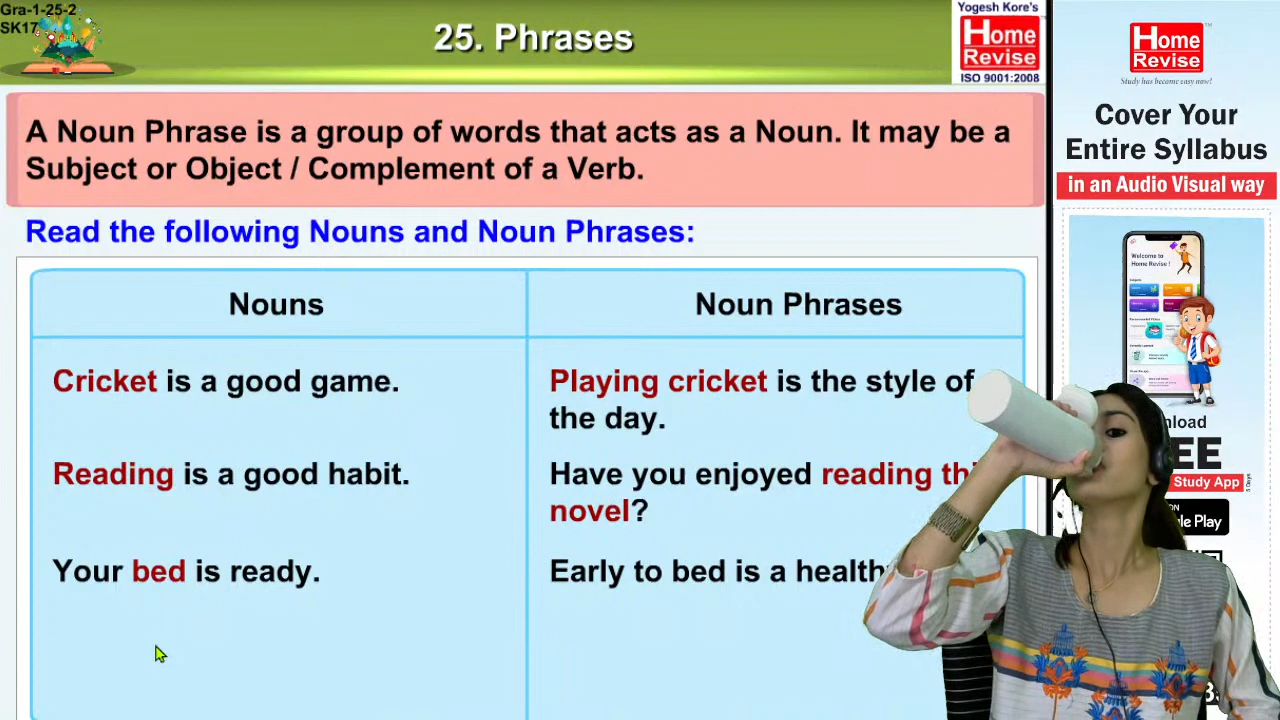 Gra-1-25-2
SK17
25. Phrases
Yogesh Kore's
Home
Revise
ISO 9001:2008
A Noun Phrase is a group of words that acts as a Noun. It may be a
Subject or Object / Complement of a Verb.
Read the following Nouns and Noun Phrases:
Nouns
Noun Phrases
Cricket is a good game.
Playing cricket is the style of
the day.
Reading is a good habit.
Have you enjoyed reading
novel?
Your bed is ready.
Early to bed is a
Home
Revise
Study has become easy now!
Cover Your
Entire Syllabus
in an Audio Visual way
Welcome to
Home Revise !
Study App
5 Days
ON
Play